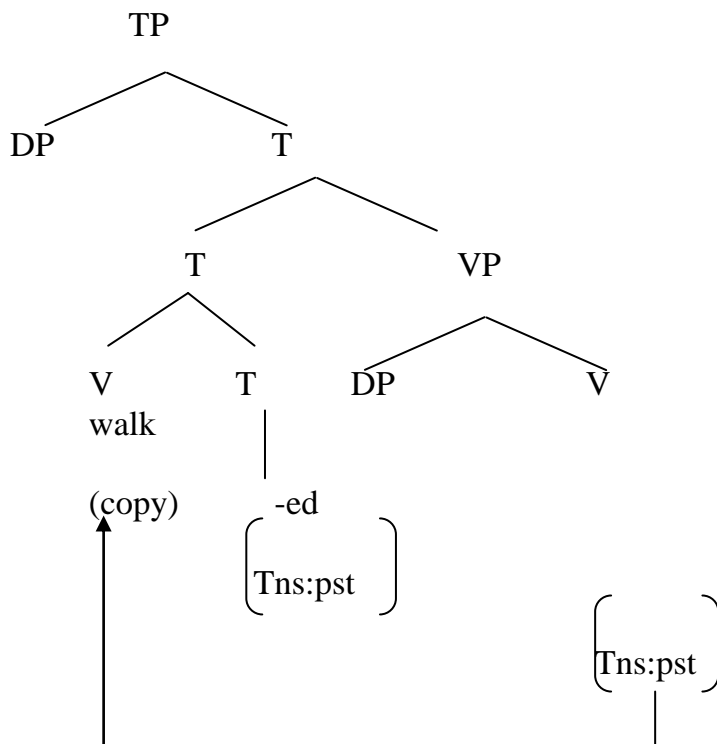 TP
DP T
T VP
V T DP V
walk
(copy) -ed
Tns:pst
Tns:pst